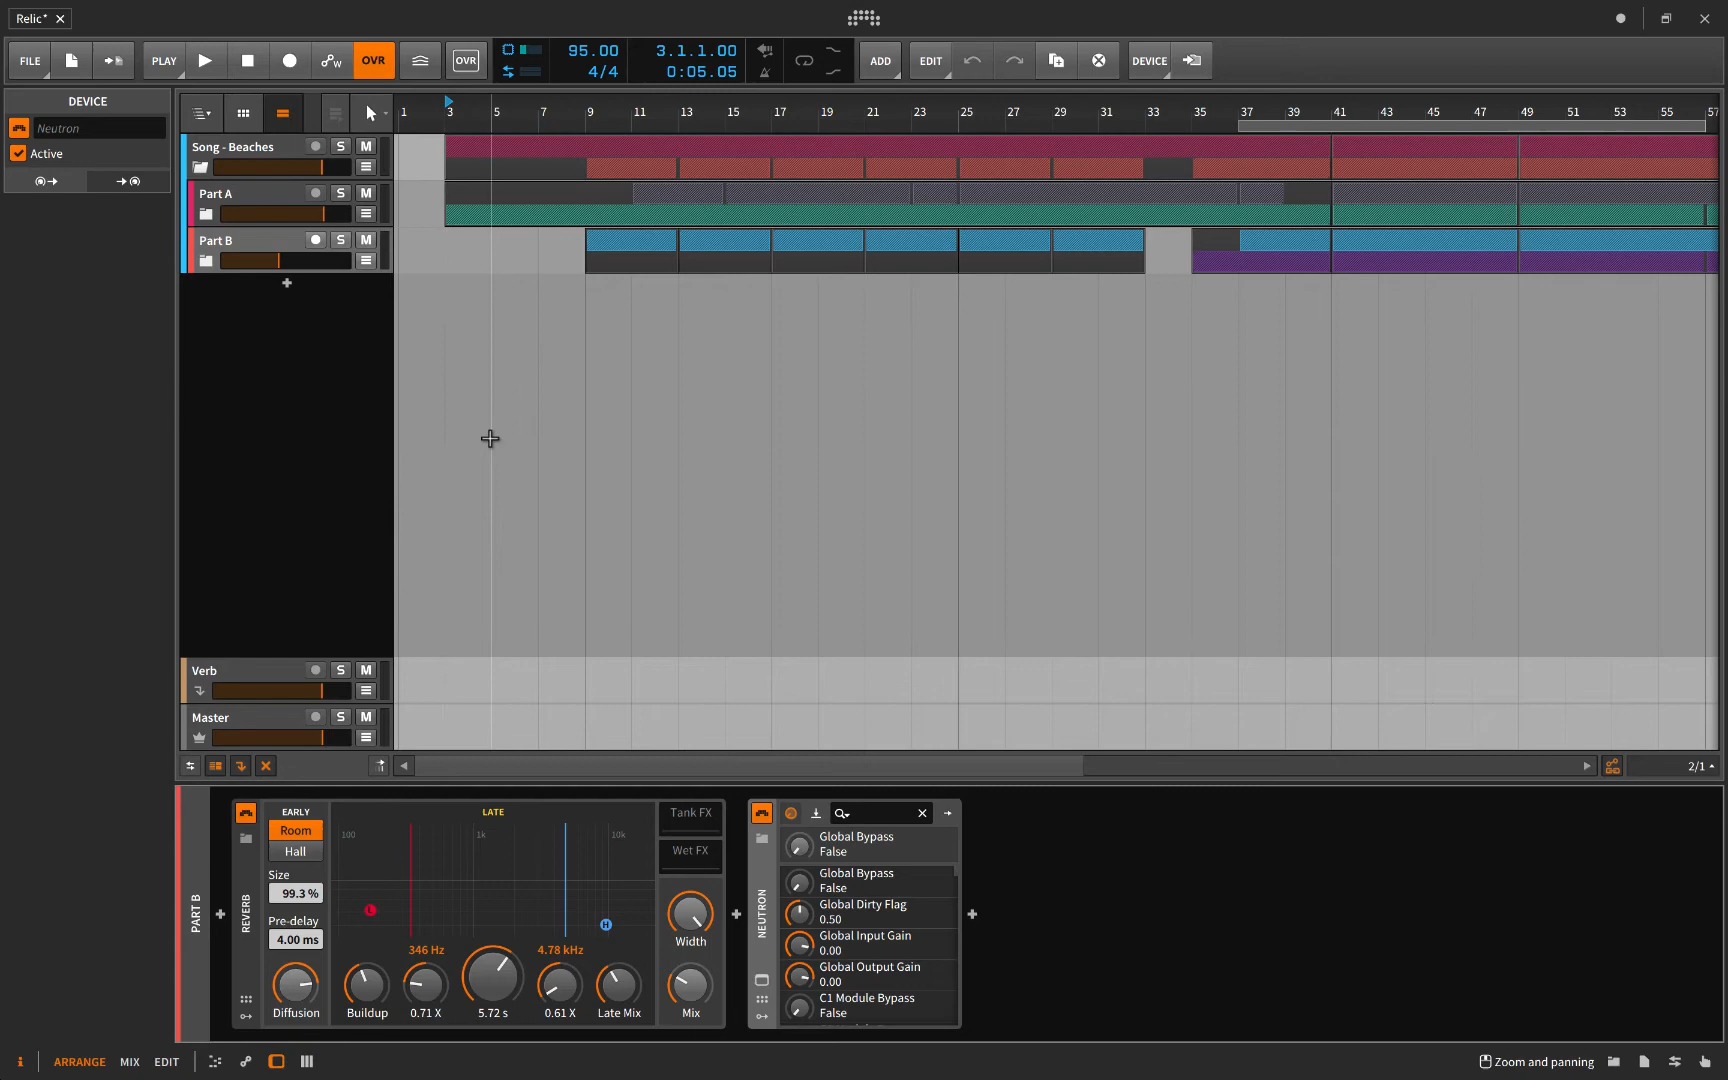 Relic*
FILE
PLAY
OVR
OVR
95.00
4/4
3.1.1.00
0:05.05
ADD
EDIT
DEVICE
DEVICE
Neutron
Active
1 3 5 7 9 11 13 15 17 19 21 23 25 27 29 31 33 35 37 39 41 43 45 47 49 51 53 55 57
Song - Beaches S M
Part A S M
Part B S M
Verb S M
Master S M
2/1
PART B
REVERB
EARLY
Room
Hall
Size
99.3 %
Pre-delay
4.00 ms
Diffusion
LATE
100 1k 10k
L
H
346 Hz
4.78 kHz
Buildup
0.71 X
5.72 s
0.61 X
Late Mix
Tank FX
Wet FX
Width
Mix
NEUTRON
Global Bypass
False
Global Bypass
False
Global Dirty Flag
0.50
Global Input Gain
0.00
Global Output Gain
0.00
C1 Module Bypass
False
i
ARRANGE
MIX
EDIT
Zoom and panning